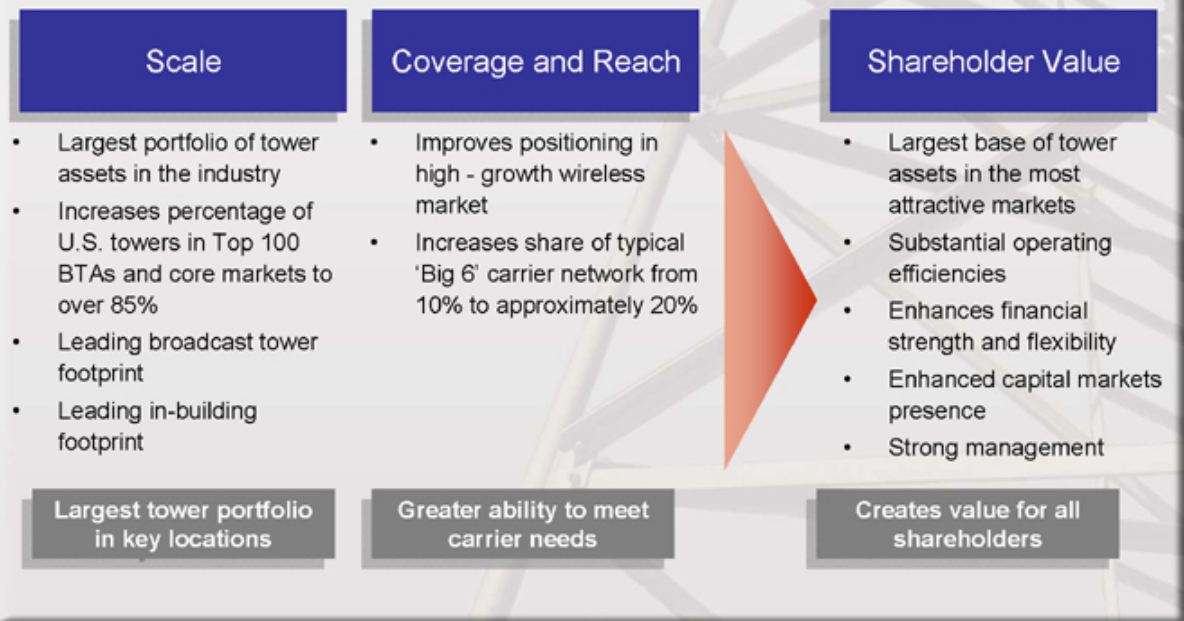 Scale
• Largest portfolio of tower
assets in the industry
• Increases percentage of
U.S. towers in Top 100
BTAs and core markets to
over 85%
• Leading broadcast tower
footprint
• Leading in-building
footprint
Largest tower portfolio
in key locations
Coverage and Reach
• Improves positioning in
high - growth wireless
market
• Increases share of typical
‘Big 6’ carrier network from
10% to approximately 20%
Greater ability to meet
carrier needs
Shareholder Value
• Largest base of tower
assets in the most
attractive markets
• Substantial operating
efficiencies
• Enhances financial
strength and flexibility
• Enhanced capital markets
presence
• Strong management
Creates value for all
shareholders